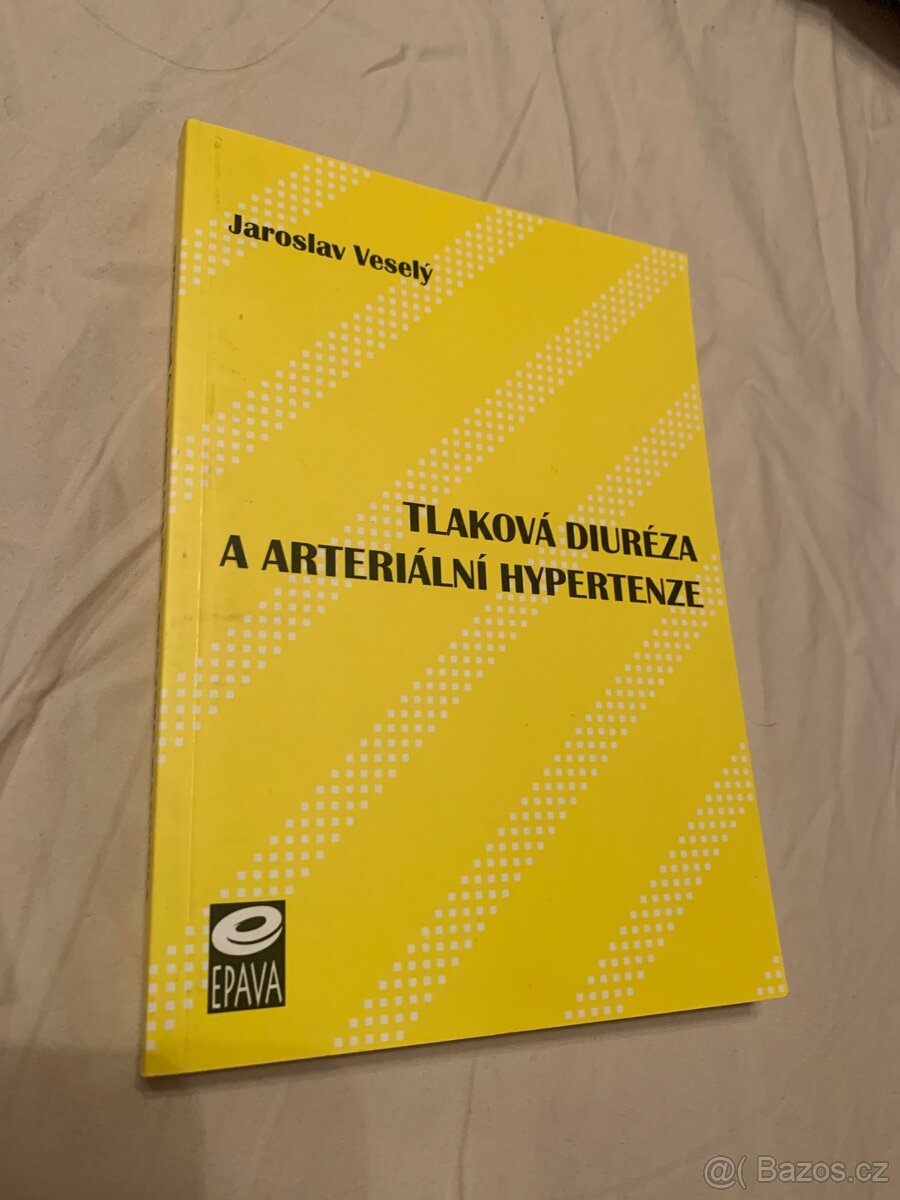 Jaroslav Veselý
TLAKOVÁ DIURÉZA
A ARTERIÁLNÍ HYPERTENZE
e
EPAVA
@( Bazos.cz